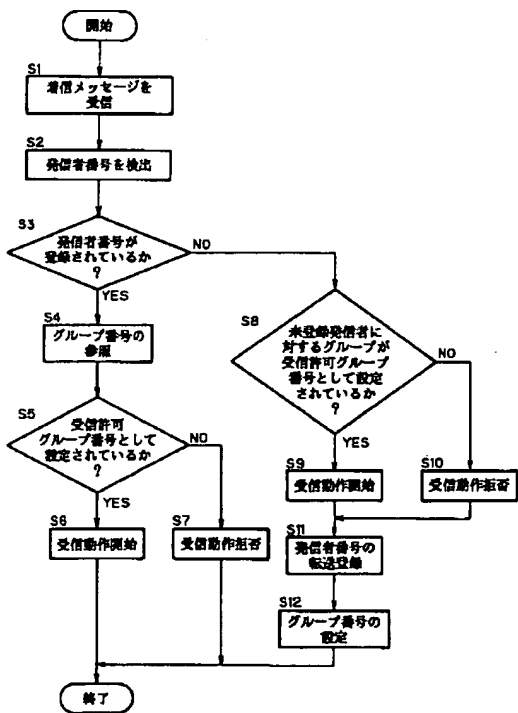 開始
S1
着信メッセージを
受信
S2
発信者番号を検出
S3
発信者番号が
登録されているか
?
NO
YES
S4
グループ番号の
参照
S5
受信許可
グループ番号として
設定されているか
?
NO
YES
S6
受信動作開始
S7
受信動作拒否
S8
未登録発信者に
対するグループが
受信許可グループ
番号として設定
されているか
?
NO
YES
S9
受信動作開始
S10
受信動作拒否
S11
発信者番号の
転送登録
S12
グループ番号の
設定
終了